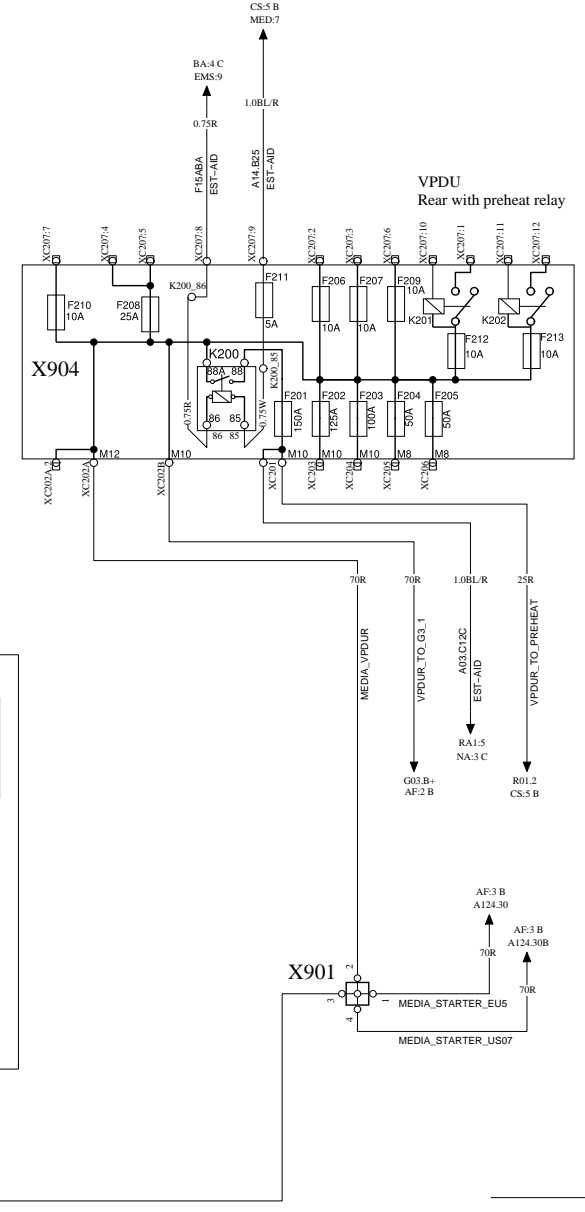 CS:5 B
MED:7
BA:4 C
EMS:9
1.0BL/R
0.75R
F15ABA
EST-AID
A14.B25
EST-AID
VPDU
Rear with preheat relay
XC207:7
XC207:4
XC207:5
XC207:8
XC207:9
XC207:2
XC207:3
XC207:6
XC207:10
XC207:1
XC207:11
XC207:12
F210
10A
F208
25A
K200_86
F211
5A
F206
10A
F207
10A
F209
10A
K201
K202
F212
10A
F213
10A
X904
K200
88A
88
86
85
86
85
K200_85
0.75R
0.75W
F201
150A
F202
125A
F203
100A
F204
50A
F205
50A
M12
M10
M10
M10
M10
M8
M8
XC202A_2
XC202A
XC202B
XC201
XC203
XC204
XC205
XC206
70R
70R
1.0BL/R
25R
MEDIA_VPDUR
VPDUR_TO_G3_1
A03.C12C
EST-AID
VPDUR_TO_PREHEAT
RA1:5
NA:3 C
G03.B+
AF:2 B
R01.2
CS:5 B
AF:3 B
A124.30
AF:3 B
A124.30B
70R
70R
X901
2
3
1
4
MEDIA_STARTER_EU5
MEDIA_STARTER_US07